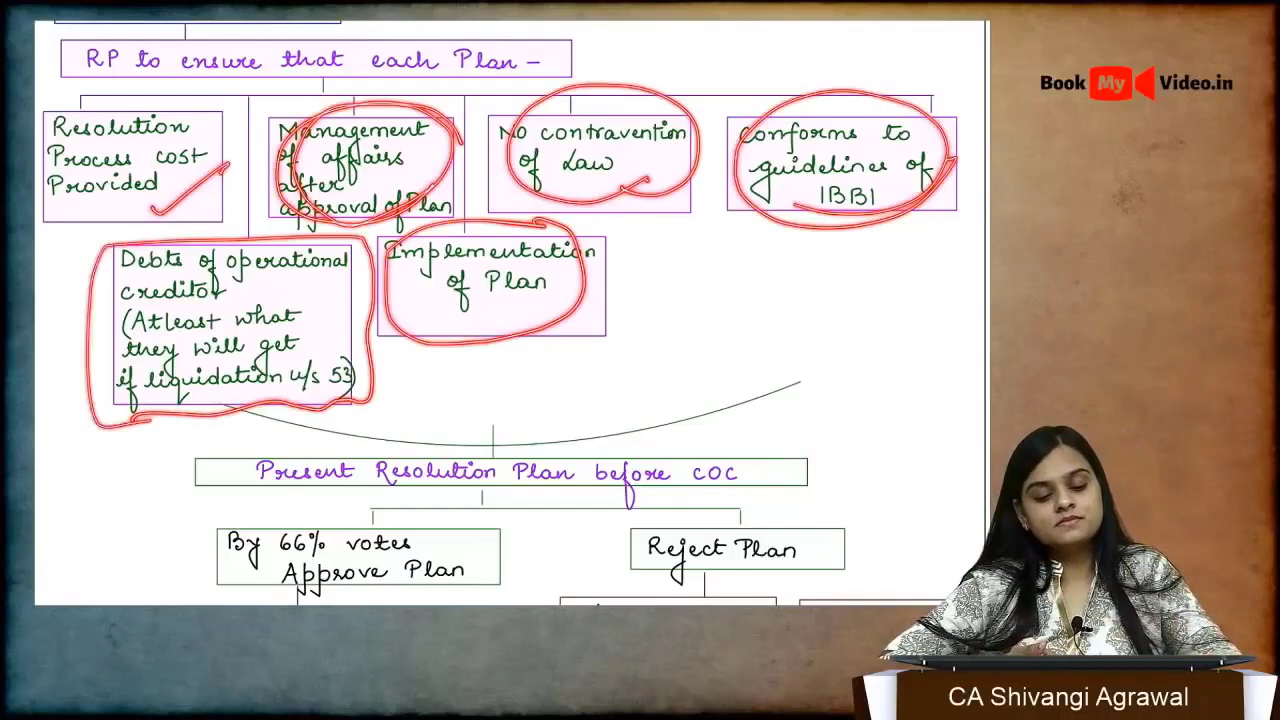 RP to ensure that each Plan –
Resolution
Process cost
Provided
Management
of affairs
after
approval of Plan
No contravention
of Law
conforms to
guidelines of
IBBI
Debts of operational
creditor
(Atleast what
they will get
if liquidation u/s 53)
Implementation
of Plan
Present Resolution Plan before COC
By 66% votes
Approve Plan
Reject Plan
Book My Video.in
CA Shivangi Agrawal